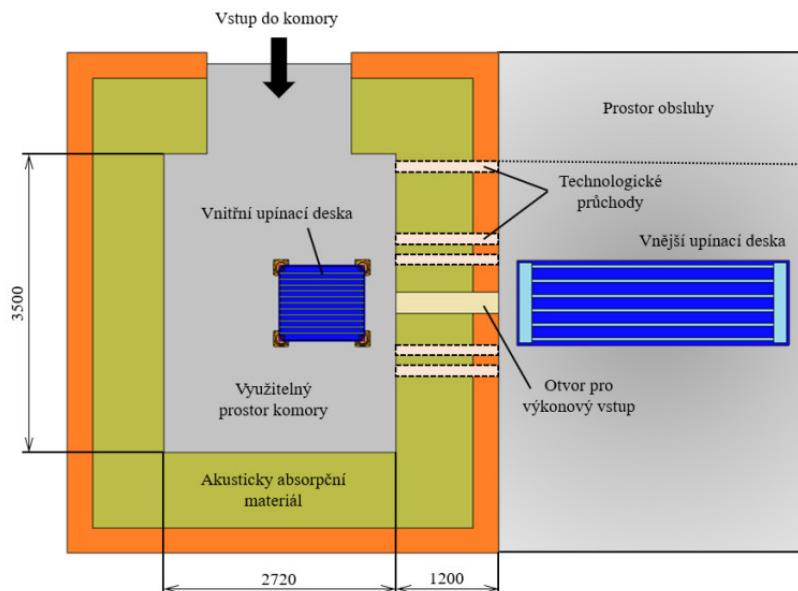 Vstup do komory
Prostor obsluhy
Technologické
průchody
Vnitřní upínací deska
Vnější upínací deska
3500
Využitelný
prostor komory
Otvor pro
výkonový vstup
Akusticky absorpční
materiál
2720
1200